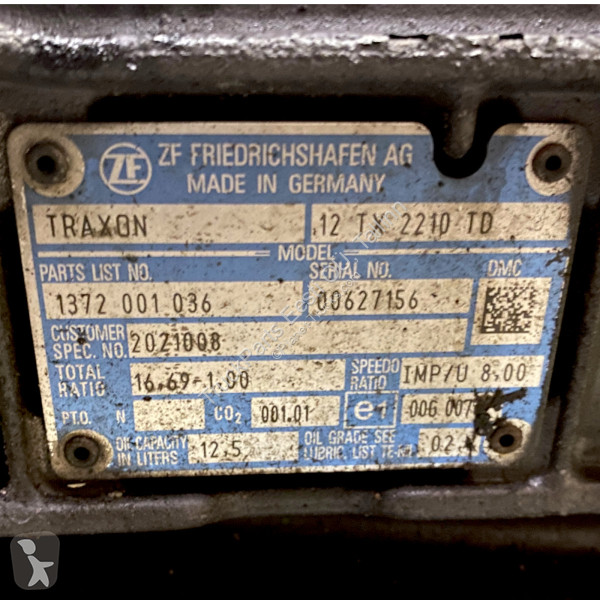 ZF ZF FRIEDRICHSHAFEN AG
MADE IN GERMANY
TRAXON 12 TX 2210 TD
MODEL
PARTS LIST NO. SERIAL NO. DMC
1372 001 036 00627156
CUSTOMER
SPEC. NO. 2021008
TOTAL
RATIO 16.69-1.00 SPEEDO
RATIO IMP/U 8.00
P.T.O. N CO2 001.01 e1 006 007
OIL CAPACITY
IN LITERS 12,5 OIL GRADE SEE
LUBRIC. LIST TE-ML 02